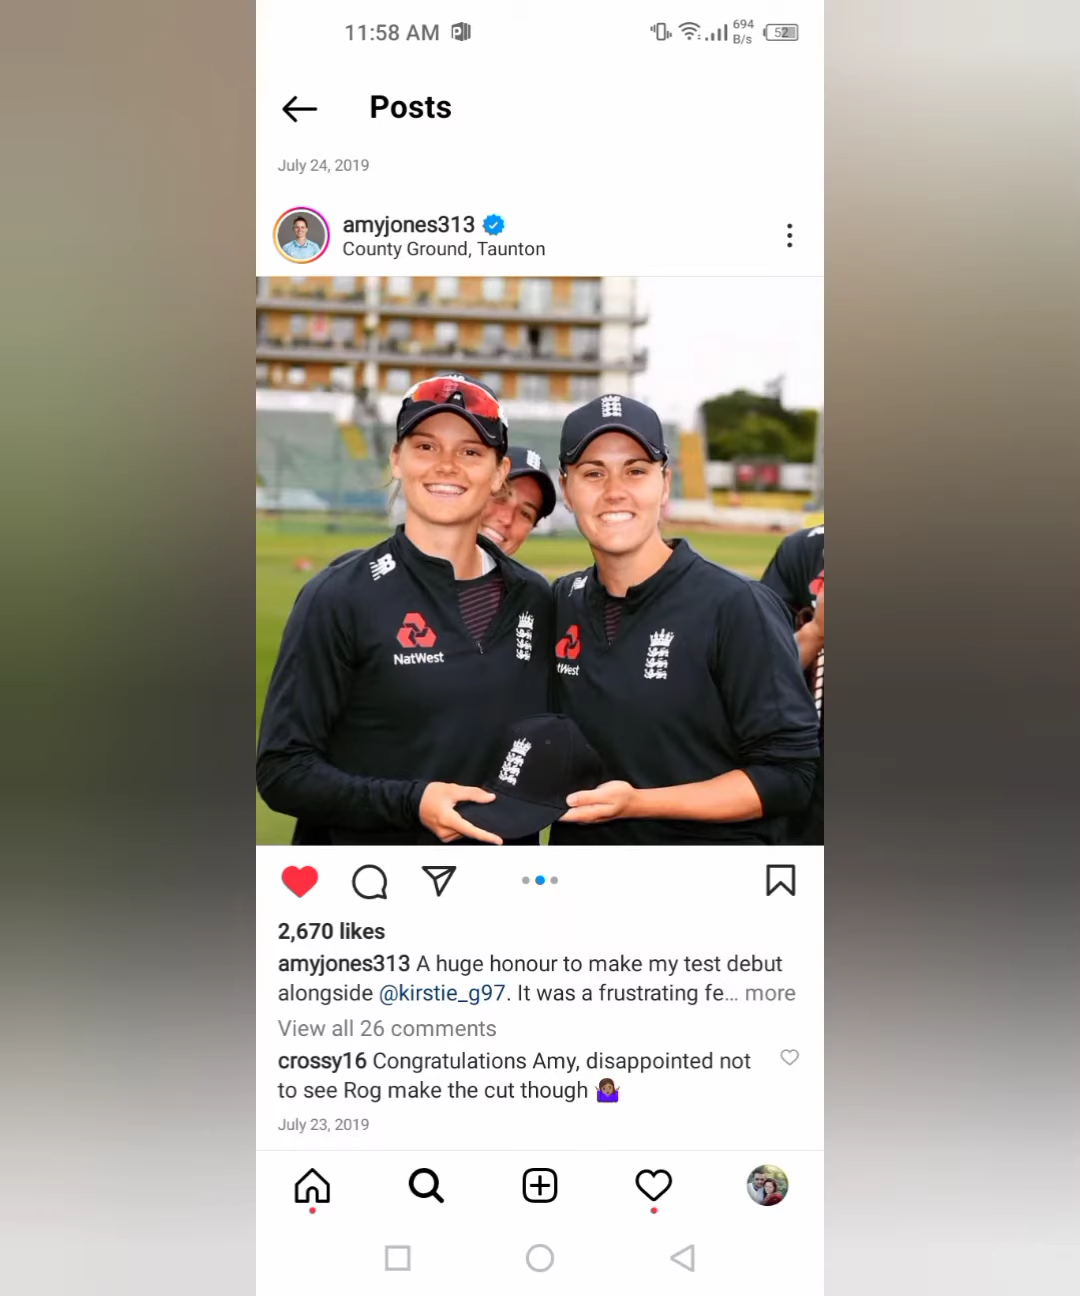 11:58 AM
694
B/s
52
Posts
July 24, 2019
amyjones313
County Ground, Taunton
NatWest
tWest
2,670 likes
amyjones313 A huge honour to make my test debut
alongside @kirstie_g97. It was a frustrating fe... more
View all 26 comments
crossy16 Congratulations Amy, disappointed not
to see Rog make the cut though 🤷🏾‍♀️
July 23, 2019